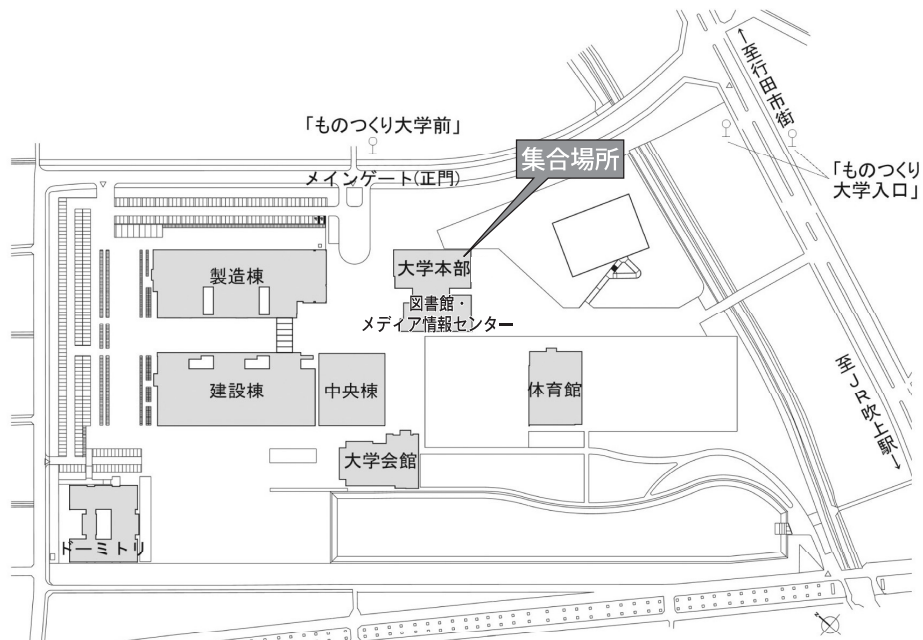 ←至行田市街
「ものつくり大学前」
集合場所
メインゲート(正門)
「ものつくり
大学入口」
製造棟
大学本部
図書館・
メディア情報センター
建設棟
中央棟
体育館
至JR吹上駅→
大学会館
ドーミトリ
N